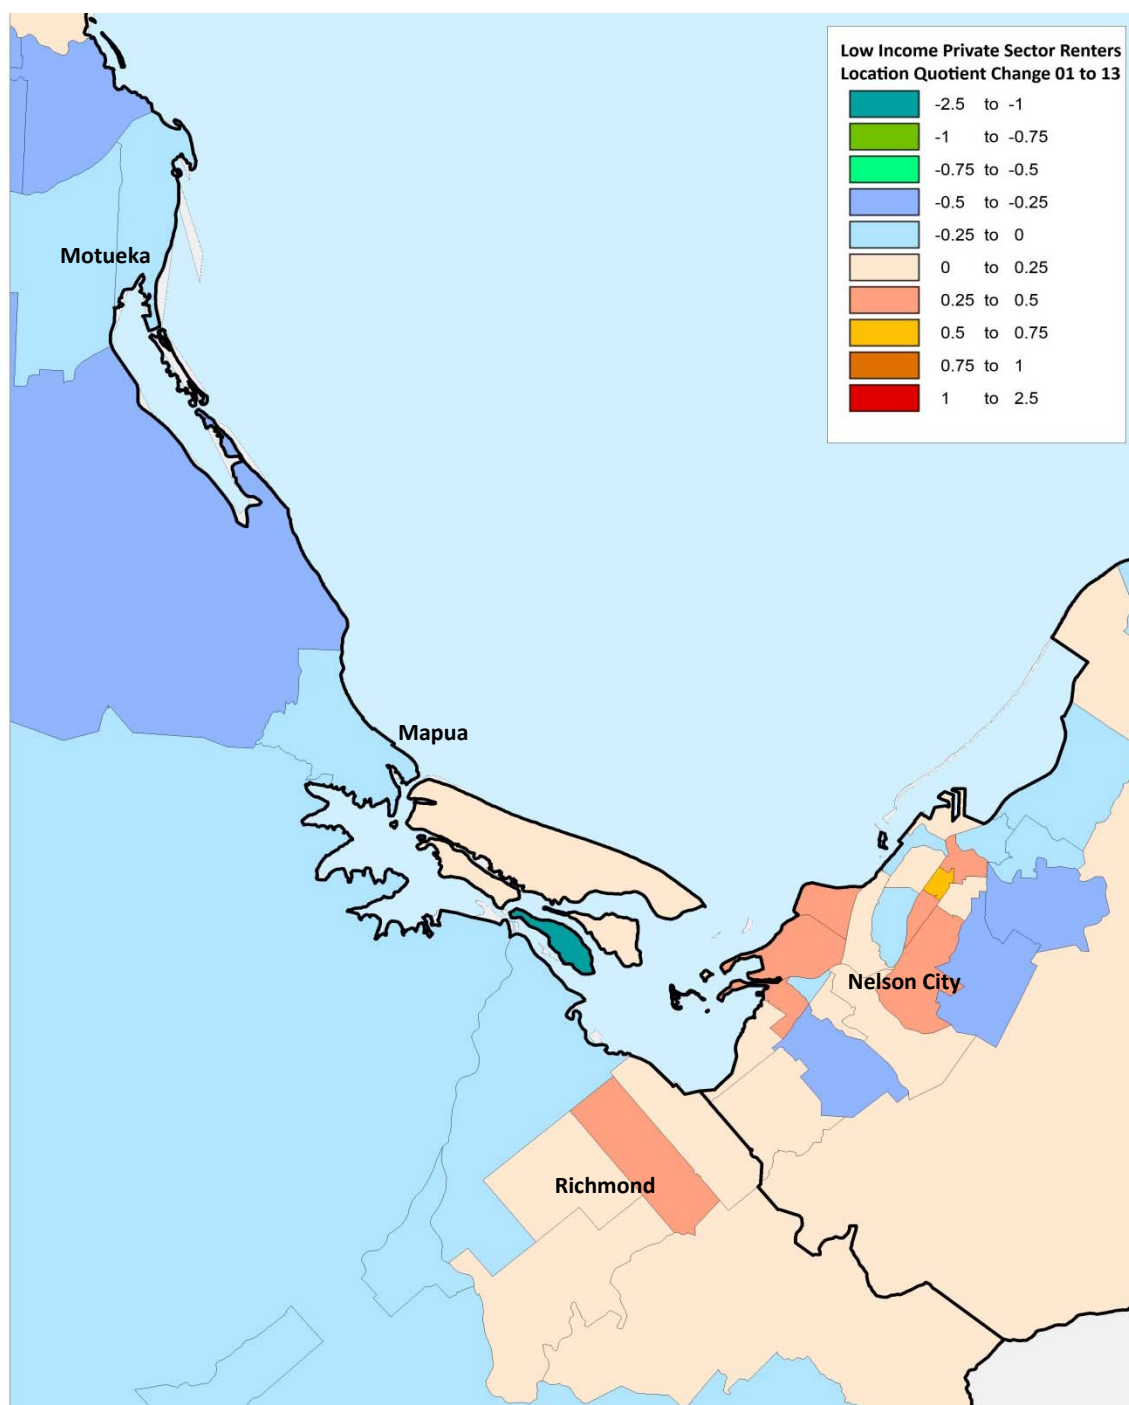 Low Income Private Sector Renters
Location Quotient Change 01 to 13
-2.5 to -1
-1 to -0.75
-0.75 to -0.5
-0.5 to -0.25
-0.25 to 0
0 to 0.25
0.25 to 0.5
0.5 to 0.75
0.75 to 1
1 to 2.5
Motueka
Mapua
Nelson City
Richmond